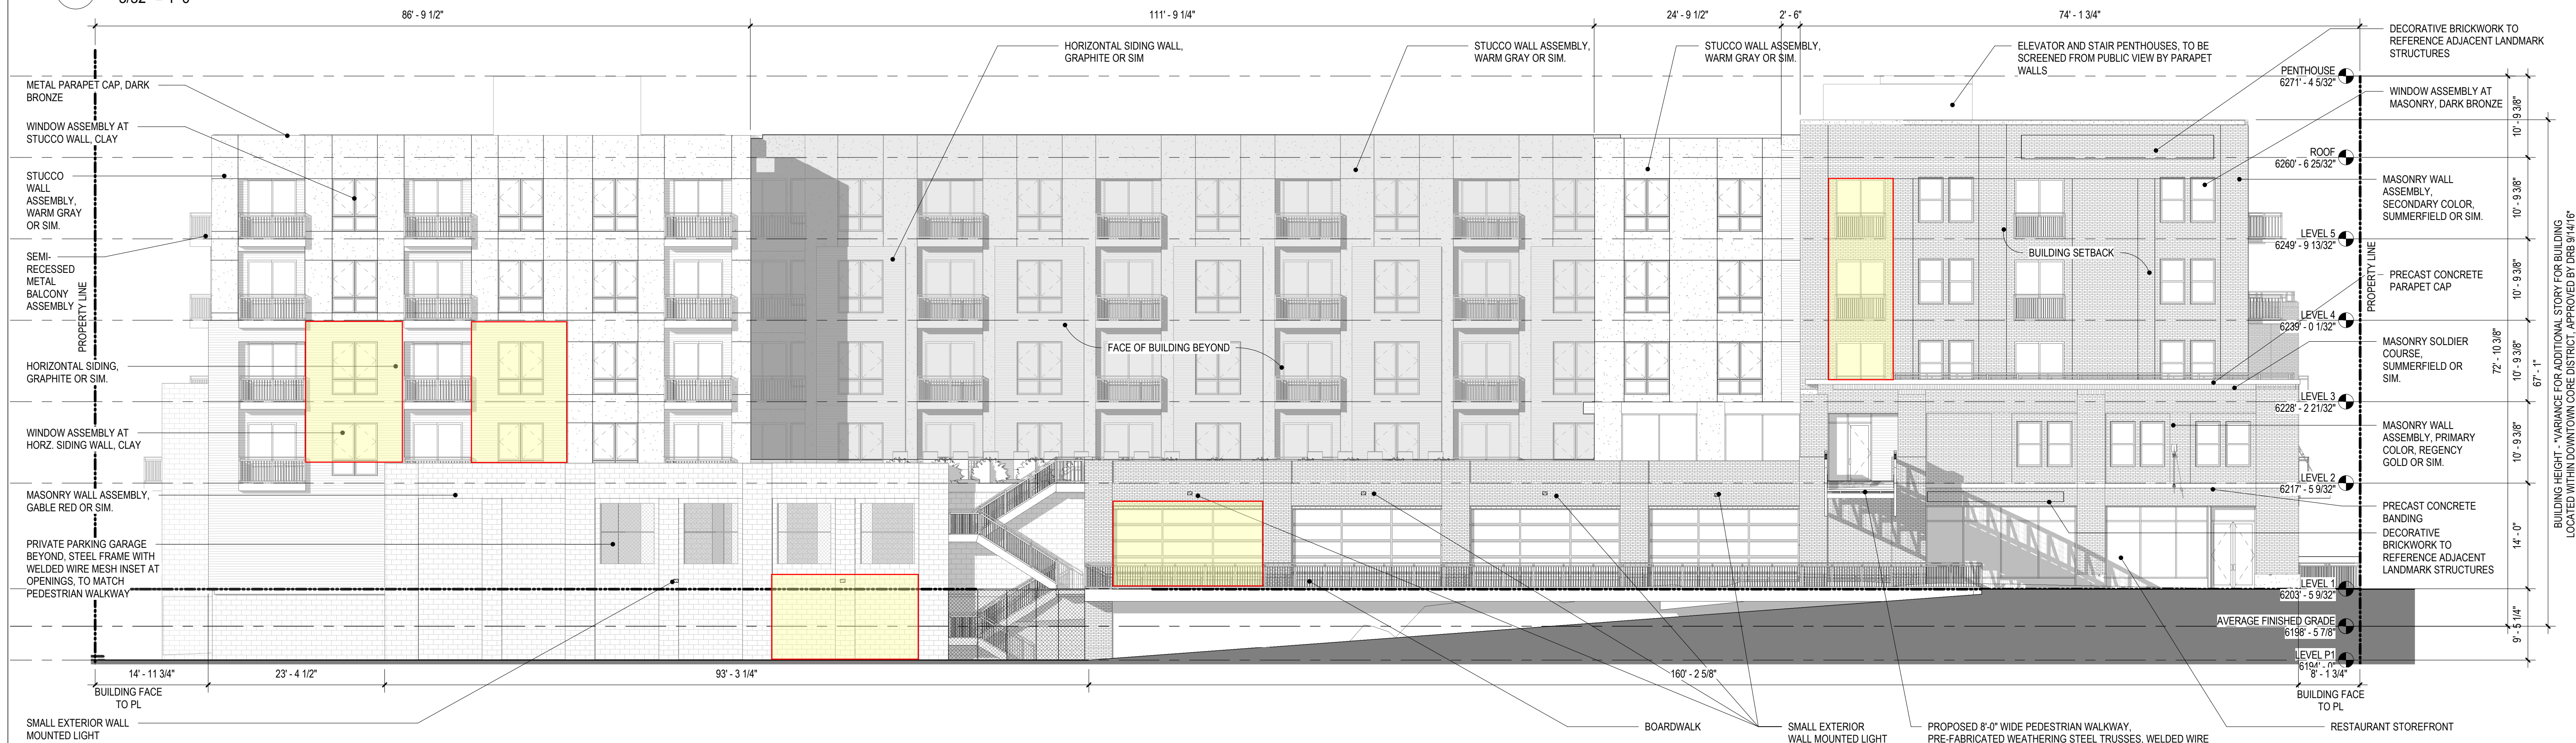 86' - 9 1/2"
111' - 9 1/4"
24' - 9 1/2"
2' - 6"
74' - 1 3/4"
METAL PARAPET CAP, DARK
BRONZE
WINDOW ASSEMBLY AT
STUCCO WALL, CLAY
STUCCO
WALL
ASSEMBLY,
WARM GRAY
OR SIM.
SEMI-
RECESSED
METAL
BALCONY
ASSEMBLY
PROPERTY LINE
HORIZONTAL SIDING,
GRAPHITE OR SIM.
WINDOW ASSEMBLY AT
HORZ. SIDING WALL, CLAY
MASONRY WALL ASSEMBLY,
GABLE RED OR SIM.
PRIVATE PARKING GARAGE
BEYOND, STEEL FRAME WITH
WELDED WIRE MESH INSET AT
OPENINGS, TO MATCH
PEDESTRIAN WALKWAY
HORIZONTAL SIDING WALL,
GRAPHITE OR SIM
STUCCO WALL ASSEMBLY,
WARM GRAY OR SIM.
STUCCO WALL ASSEMBLY,
WARM GRAY OR SIM.
ELEVATOR AND STAIR PENTHOUSES, TO BE
SCREENED FROM PUBLIC VIEW BY PARAPET
WALLS
FACE OF BUILDING BEYOND
BUILDING SETBACK
PENTHOUSE
6271' - 4 5/32"
ROOF
6260' - 6 25/32"
LEVEL 5
6249' - 9 13/32"
LEVEL 4
6239' - 0 1/32"
LEVEL 3
6228' - 2 21/32"
LEVEL 2
6217' - 5 9/32"
LEVEL 1
6203' - 5 9/32"
AVERAGE FINISHED GRADE
6198' - 5 7/8"
LEVEL P1
6194' - 0"
PROPERTY LINE
DECORATIVE BRICKWORK TO
REFERENCE ADJACENT LANDMARK
STRUCTURES
WINDOW ASSEMBLY AT
MASONRY, DARK BRONZE
MASONRY WALL
ASSEMBLY,
SECONDARY COLOR,
SUMMERFIELD OR SIM.
PRECAST CONCRETE
PARAPET CAP
MASONRY SOLDIER
COURSE,
SUMMERFIELD OR
SIM.
MASONRY WALL
ASSEMBLY, PRIMARY
COLOR, REGENCY
GOLD OR SIM.
PRECAST CONCRETE
BANDING
DECORATIVE
BRICKWORK TO
REFERENCE ADJACENT
LANDMARK STRUCTURES
10' - 9 3/8"
10' - 9 3/8"
10' - 9 3/8"
10' - 9 3/8"
10' - 9 3/8"
14' - 0"
9' - 5 1/4"
72' - 10 3/8"
67' - 1"
BUILDING HEIGHT - "VARIANCE FOR ADDITIONAL STORY FOR BUILDING
LOCATED WITHIN DOWNTOWN CORE DISTRICT, APPROVED BY DRB 9/14/16"
14' - 11 3/4"
23' - 4 1/2"
93' - 3 1/4"
160' - 2 5/8"
8' - 1 3/4"
BUILDING FACE
TO PL
BUILDING FACE
TO PL
SMALL EXTERIOR WALL
MOUNTED LIGHT
BOARDWALK
SMALL EXTERIOR
WALL MOUNTED LIGHT
PROPOSED 8'-0" WIDE PEDESTRIAN WALKWAY,
PRE-FABRICATED WEATHERING STEEL TRUSSES. WELDED WIRE
RESTAURANT STOREFRONT